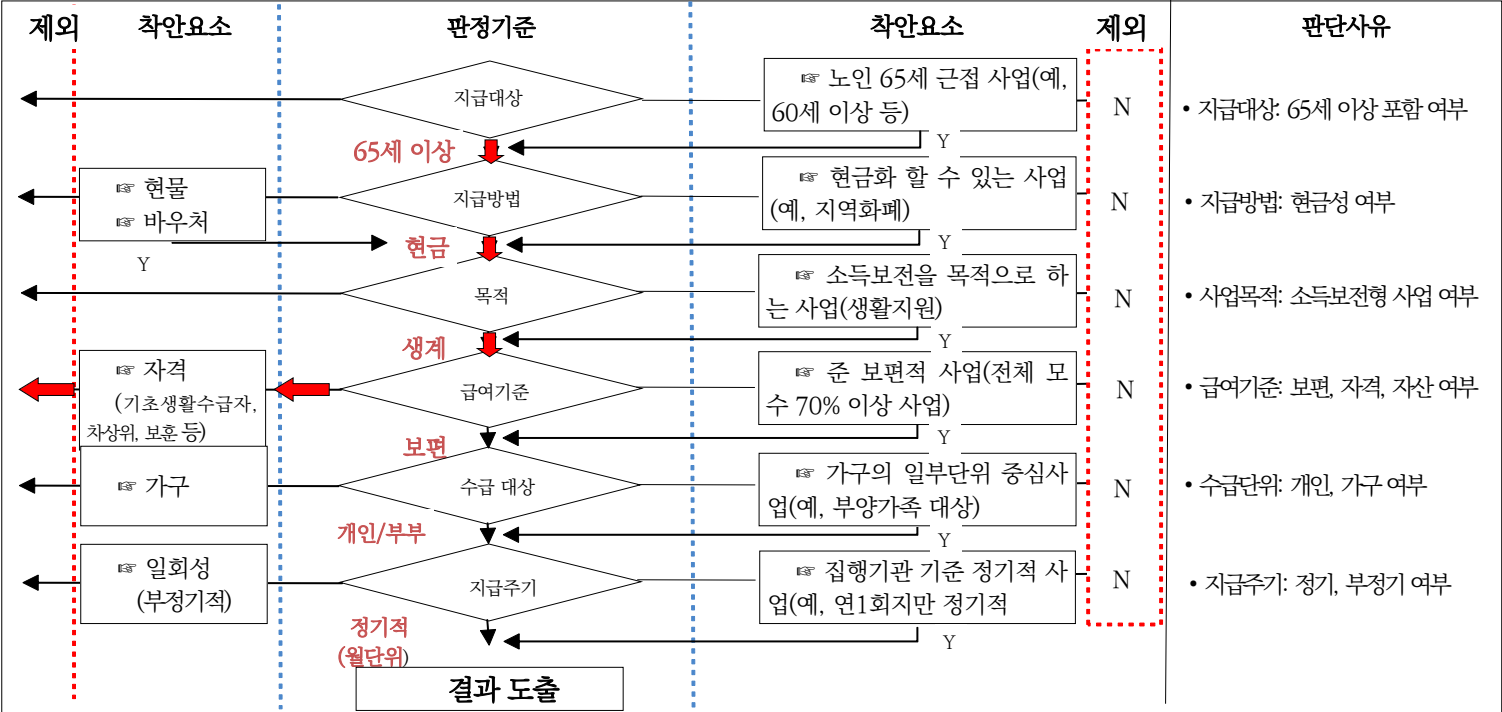 제외 착안요소 판정기준 착안요소 제외 판단사유
지급대상
☞ 노인 65세 근접 사업(예,
60세 이상 등)
N
• 지급대상: 65세 이상 포함 여부
Y
65세 이상
☞ 현물
☞ 바우처
지급방법
☞ 현금화 할 수 있는 사업
(예, 지역화폐)
N
• 지급방법: 현금성 여부
Y
현금
Y
목적
☞ 소득보전을 목적으로 하
는 사업(생활지원)
N
• 사업목적: 소득보전형 사업 여부
Y
생계
☞ 자격
(기초생활수급자,
차상위, 보훈 등)
급여기준
☞ 준 보편적 사업(전체 모
수 70% 이상 사업)
N
• 급여기준: 보편, 자격, 자산 여부
Y
보편
☞ 가구
수급 대상
☞ 가구의 일부단위 중심사
업(예, 부양가족 대상)
N
• 수급단위: 개인, 가구 여부
Y
개인/부부
☞ 일회성
(부정기적)
지급주기
☞ 집행기관 기준 정기적 사
업(예, 연1회지만 정기적
N
• 지급주기: 정기, 부정기 여부
Y
정기적
(월단위)
결과 도출